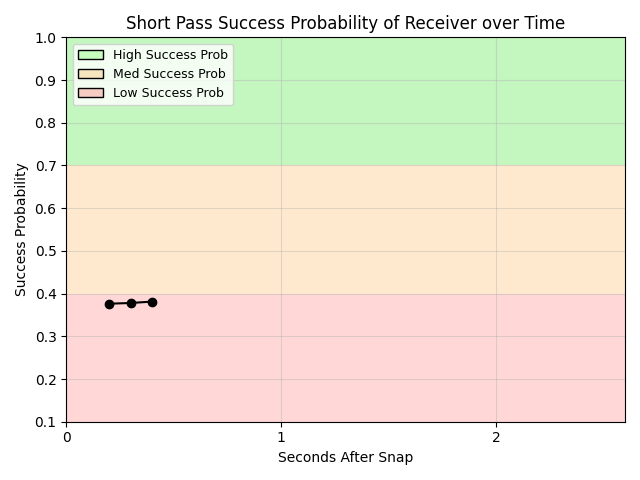 Short Pass Success Probability of Receiver over Time
High Success Prob
Med Success Prob
Low Success Prob
Success Probability
1.0
0.9
0.8
0.7
0.6
0.5
0.4
0.3
0.2
0.1
0 1 2
Seconds After Snap